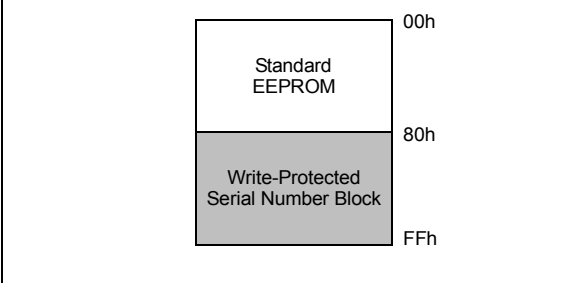 00h
Standard
EEPROM
80h
Write-Protected
Serial Number Block
FFh